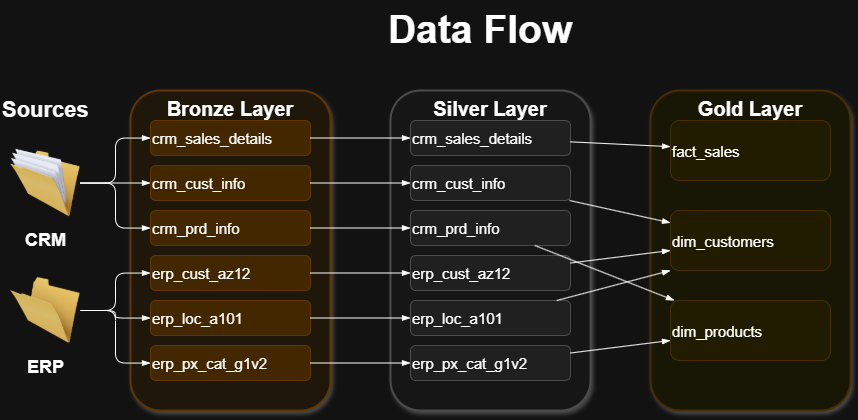 Data Flow
Sources
CRM
ERP
Bronze Layer
crm_sales_details
crm_cust_info
crm_prd_info
erp_cust_az12
erp_loc_a101
erp_px_cat_g1v2
Silver Layer
crm_sales_details
crm_cust_info
crm_prd_info
erp_cust_az12
erp_loc_a101
erp_px_cat_g1v2
Gold Layer
fact_sales
dim_customers
dim_products